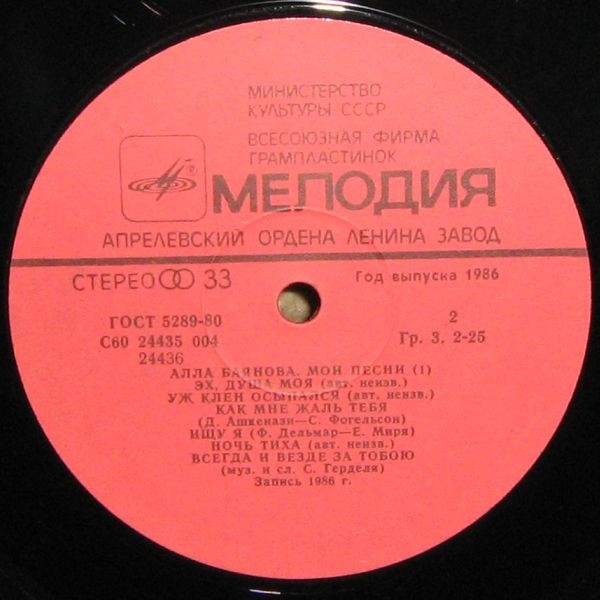 МИНИСТЕРСТВО
КУЛЬТУРЫ СССР
ВСЕСОЮЗНАЯ ФИРМА
ГРАМПЛАСТИНОК
МЕЛОДИЯ
АПРЕЛЕВСКИЙ ОРДЕНА ЛЕНИНА ЗАВОД
СТЕРЕО 33
Год выпуска 1986
ГОСТ 5289-80
2
С60 24435 004
Гр. 3. 2-25
24436
АЛЛА БАЯНОВА. МОИ ПЕСНИ (1)
ЭХ, ДУША МОЯ (авт. неизв.)
УЖ КЛЕН ОСЫПАЛСЯ (авт. неизв.)
КАК МНЕ ЖАЛЬ ТЕБЯ
(Д. Ашкенази—С. Фогельсон)
ИЩУ Я (Ф. Дельмар—Е. Миря)
НОЧЬ ТИХА (авт. неизв.)
ВСЕГДА И ВЕЗДЕ ЗА ТОБОЮ
(муз. и сл. С. Герделя)
Запись 1986 г.